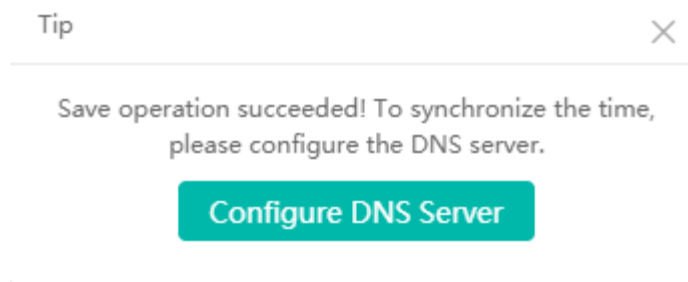 Tip
Save operation succeeded! To synchronize the time,
please configure the DNS server.
Configure DNS Server